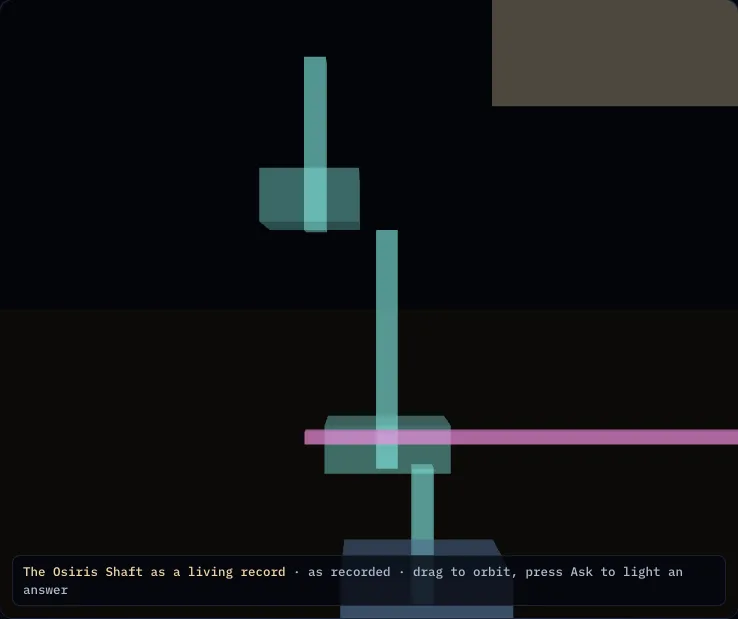 The Osiris Shaft as a living record · as recorded · drag to orbit, press Ask to light an
answer